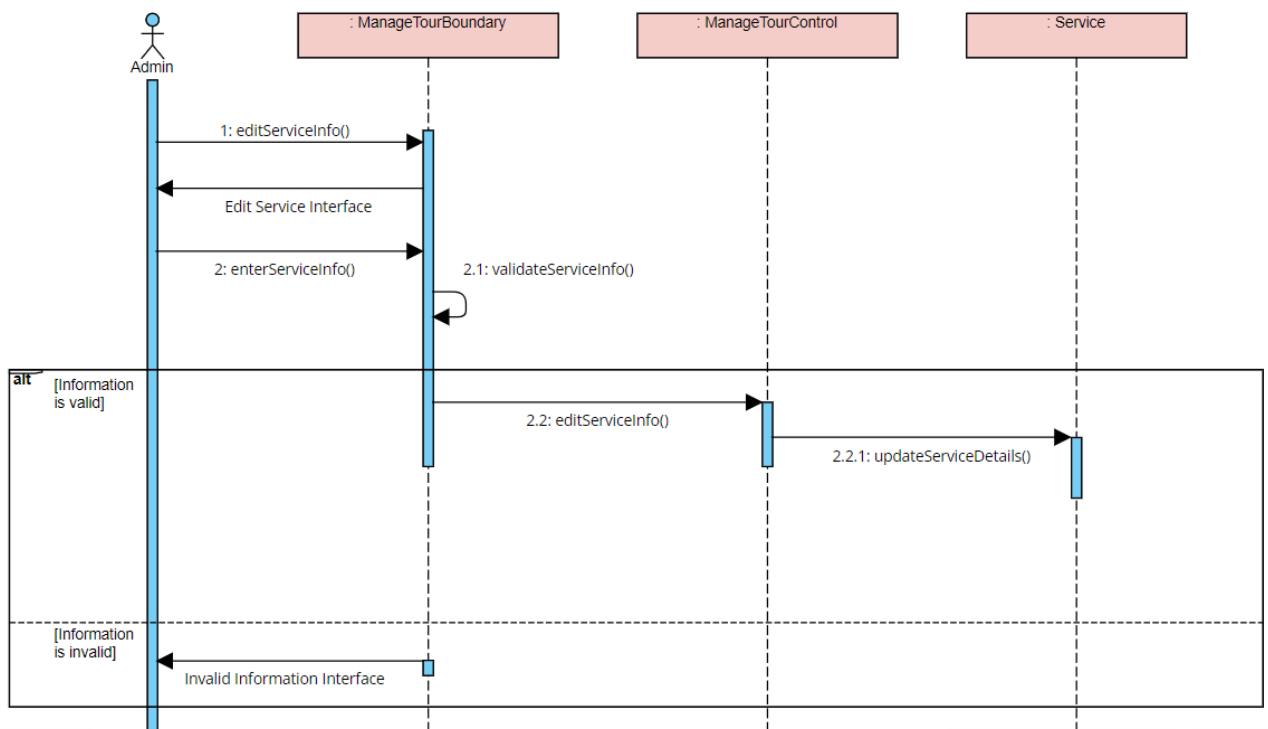 : ManageTourBoundary
: ManageTourControl
: Service
Admin
1: editServiceInfo()
Edit Service Interface
2: enterServiceInfo()
2.1: validateServiceInfo()
alt
[Information
is valid]
2.2: editServiceInfo()
2.2.1: updateServiceDetails()
[Information
is invalid]
Invalid Information Interface